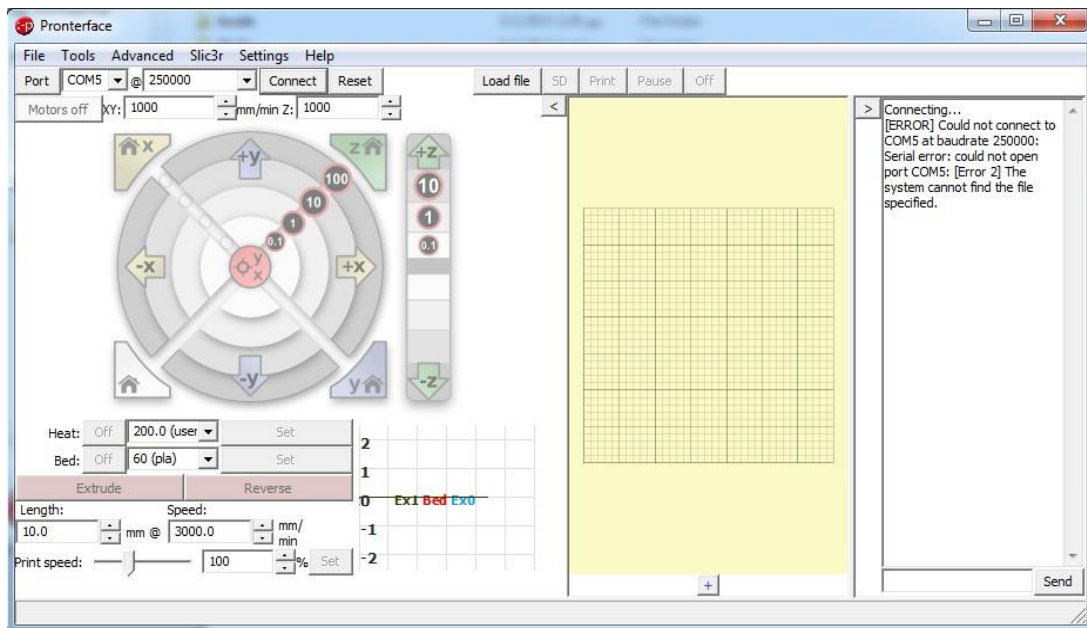 Pronterface
File Tools Advanced Slic3r Settings Help
Port COM5 @ 250000 Connect Reset Load file SD Print Pause Off
Motors off XY: 1000 mm/min Z: 1000 < >
x z
+y +z
100 10
10 1
1 0.1
0.1
-x y x +x
-y -z
y
Connecting...
[ERROR] Could not connect to
COM5 at baudrate 250000:
Serial error: could not open
port COM5: [Error 2] The
system cannot find the file
specified.
Heat: Off 200.0 (user Set
Bed: Off 60 (pla) Set
Extrude Reverse
Length: Speed:
10.0 mm @ 3000.0 mm/
min
Print speed: 100 % Set
2
1
0 Ex1 Bed Ex0
-1
-2
+
Send